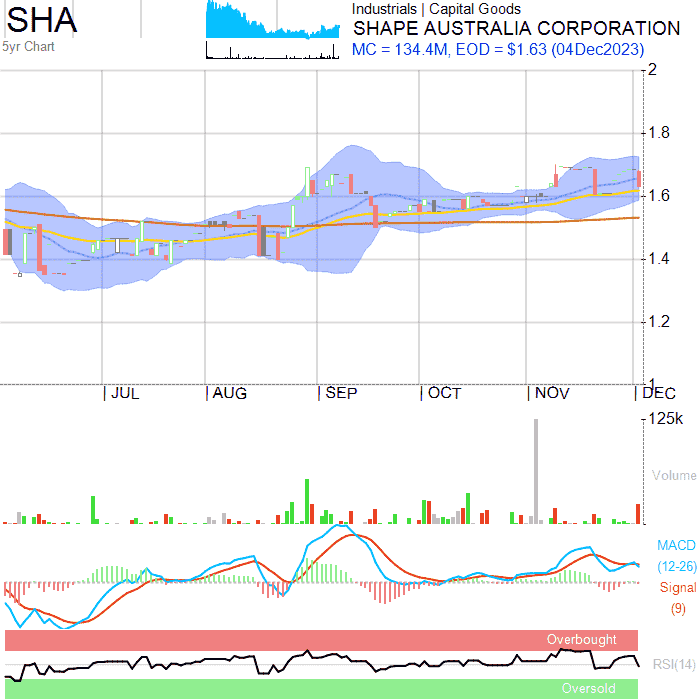 SHA
5yr Chart
Industrials | Capital Goods
SHAPE AUSTRALIA CORPORATION
MC = 134.4M, EOD = $1.63 (04Dec2023)
2
1.8
1.6
1.4
1.2
1
JUL AUG SEP OCT NOV DEC
125k
Volume
MACD
(12-26)
Signal
(9)
Overbought
RSI(14)
Oversold